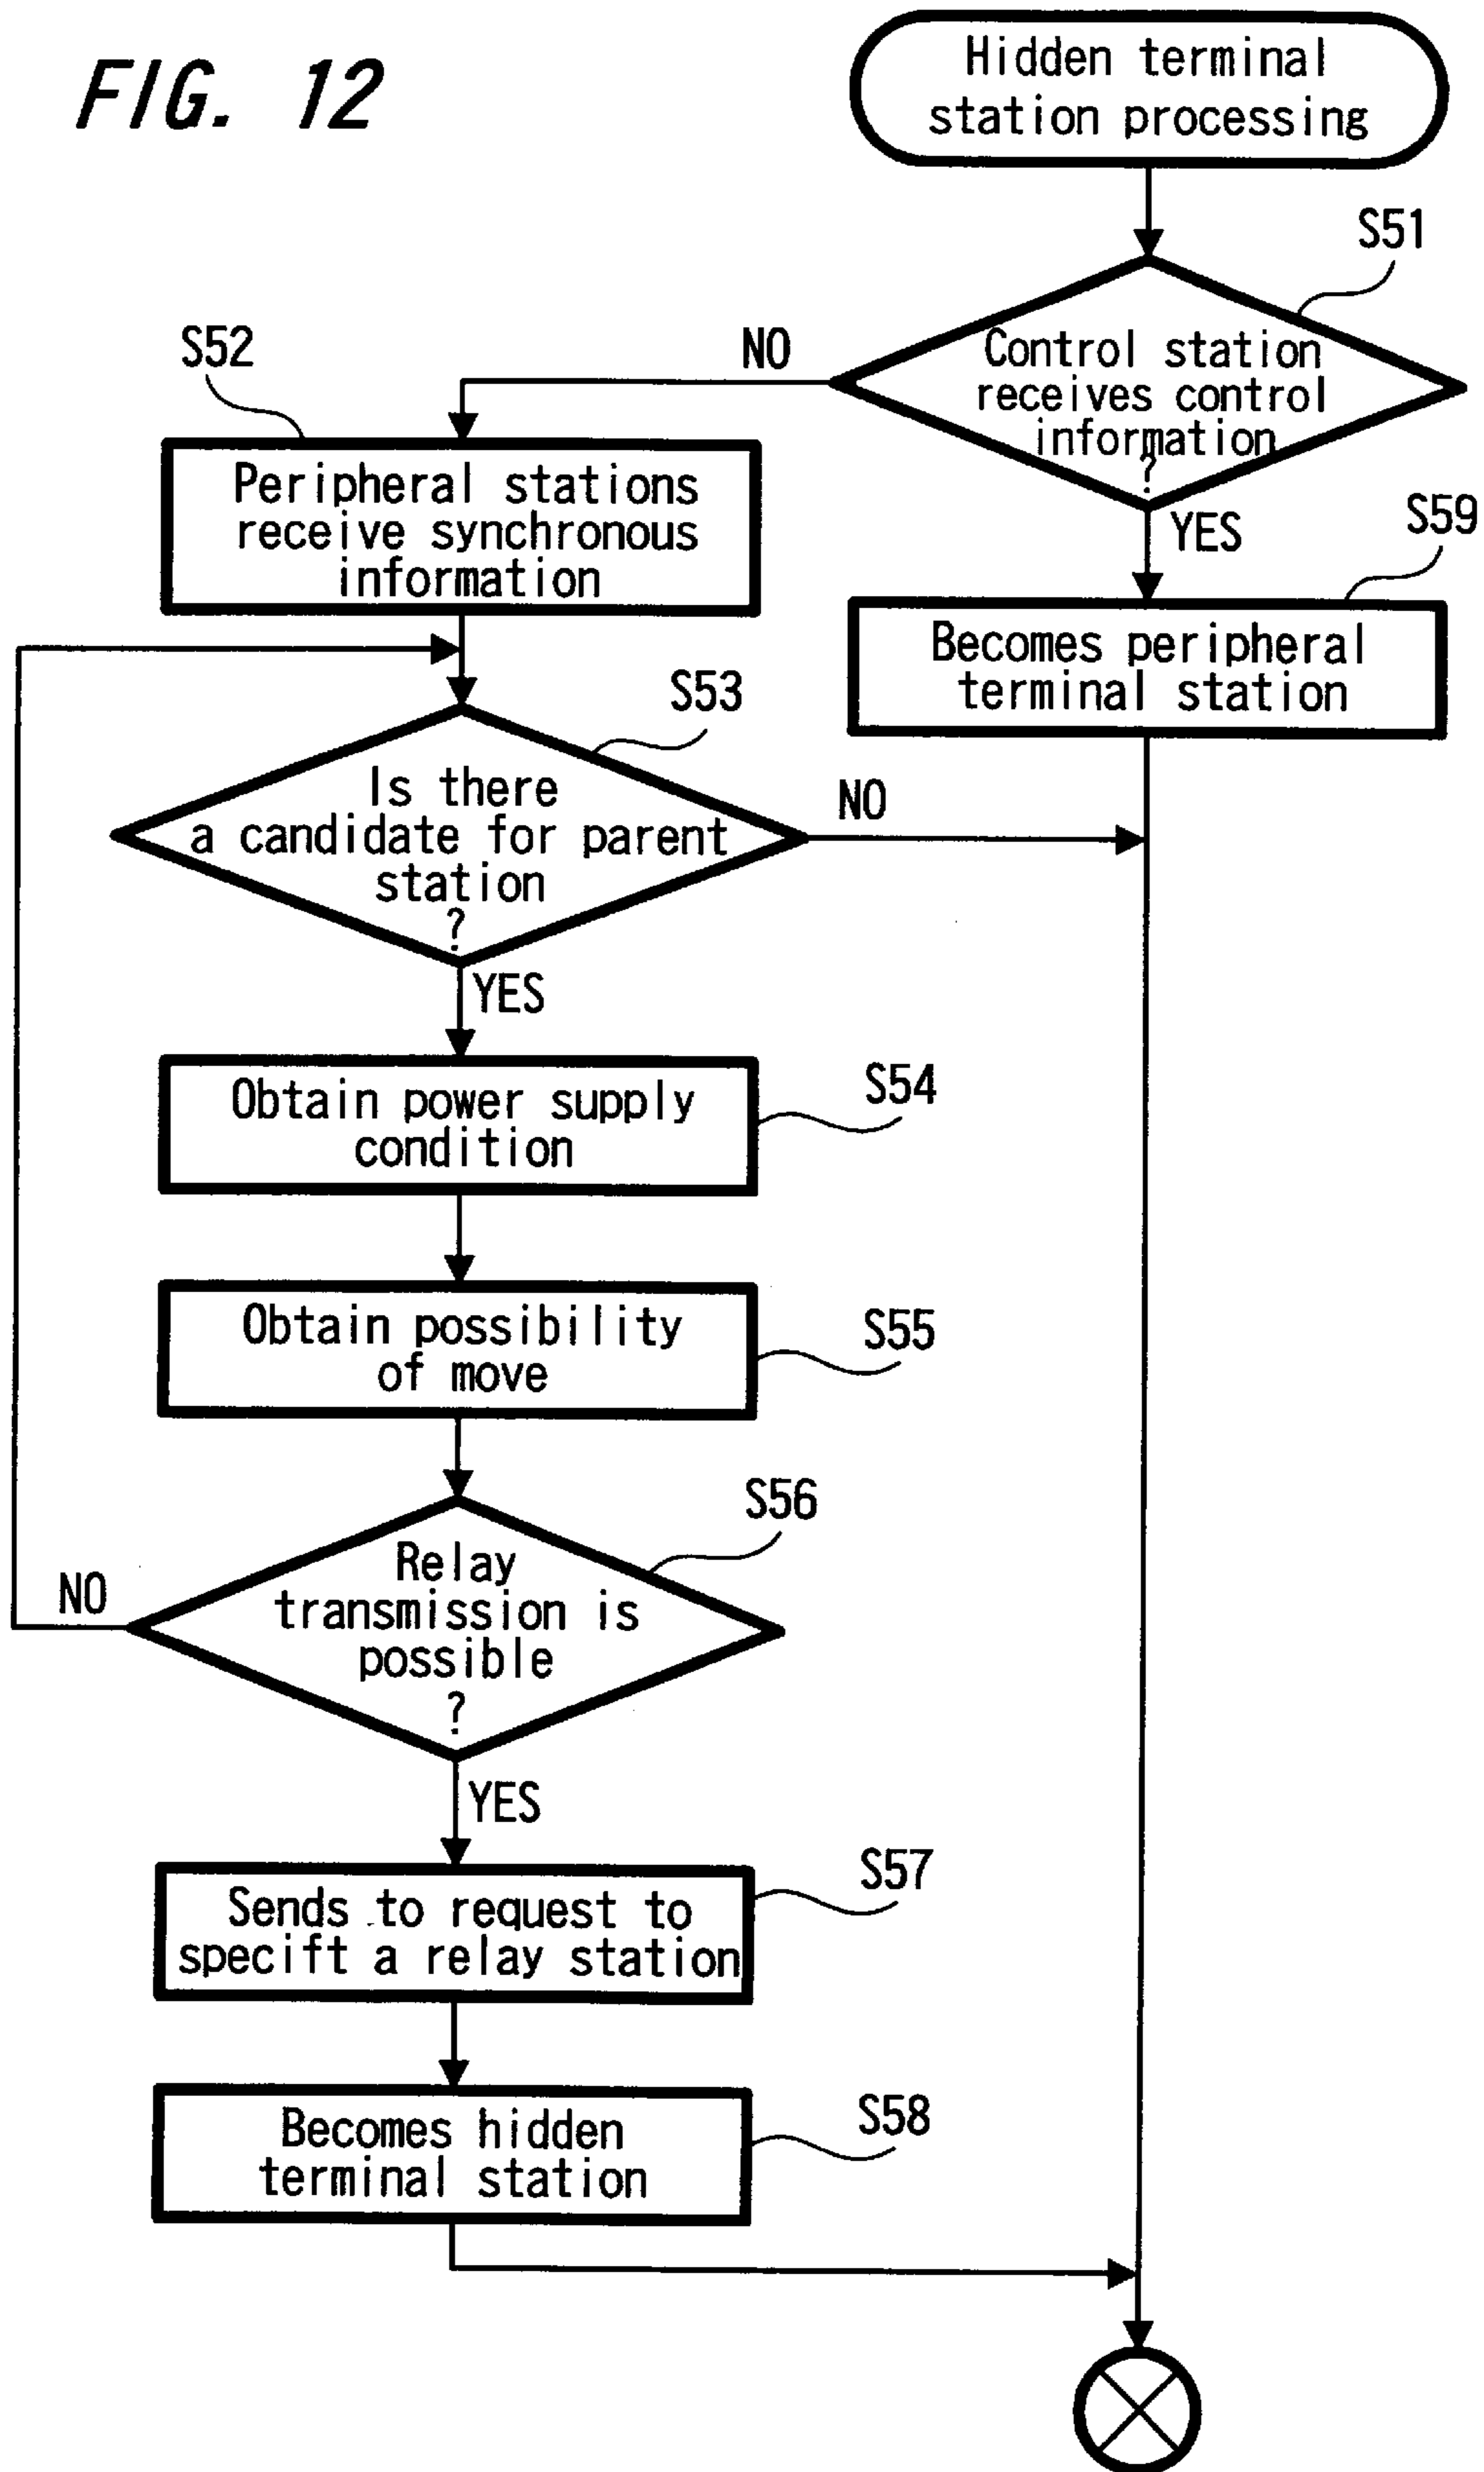 FIG. 12
Hidden terminal
station processing
S51
Control station
receives control
information
?
NO
YES
S52
Peripheral stations
receive synchronous
information
S59
Becomes peripheral
terminal station
S53
Is there
a candidate for parent
station
?
NO
YES
S54
Obtain power supply
condition
S55
Obtain possibility
of move
S56
Relay
transmission is
possible
?
NO
YES
S57
Sends to request to
specift a relay station
S58
Becomes hidden
terminal station